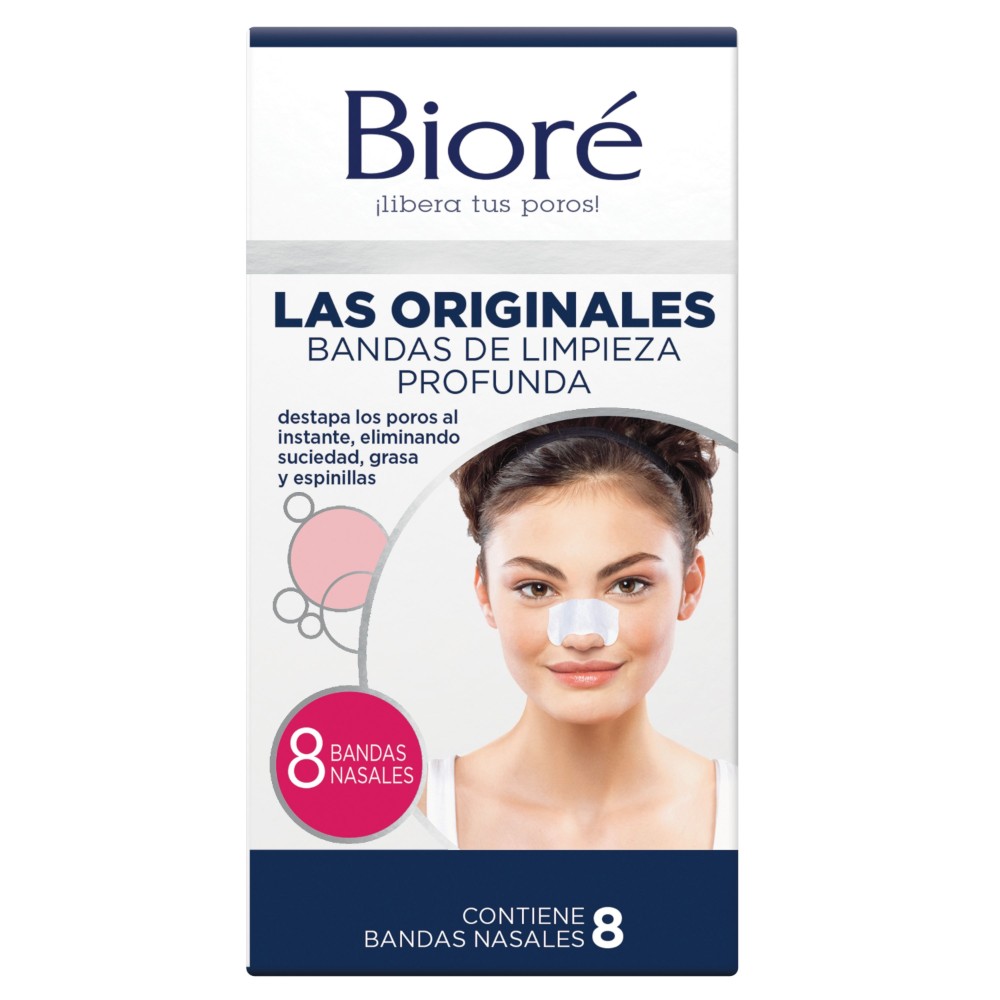 Bioré
¡libera tus poros!
LAS ORIGINALES
BANDAS DE LIMPIEZA
PROFUNDA
destapa los poros al
instante, eliminando
suciedad, grasa
y espinillas
8 BANDAS
NASALES
CONTIENE
BANDAS NASALES 8